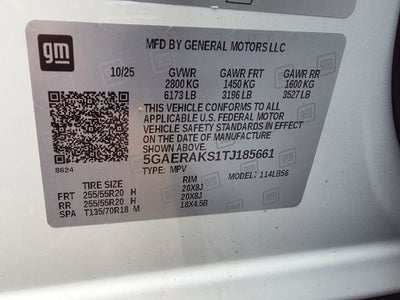 gm
MFD BY GENERAL MOTORS LLC
10/25 GVWR GAWR FRT GAWR RR
2800 KG 1450 KG 1600 KG
6173 LB 3196 LB 3527 LB
THIS VEHICLE CONFORMS TO ALL
APPLICABLE U.S. FEDERAL MOTOR
VEHICLE SAFETY STANDARDS IN EFFECT
ON THE DATE OF MANUFACTURE
SHOWN ABOVE.
5GAERAKS1TJ185661
8624 TYPE: MPV MODEL: 114LB56
TIRE SIZE RIM
FRT 255/55R20 H 20X8J
RR 255/55R20 H 20X8J
SPA T135/70R18 M 18X4.5B